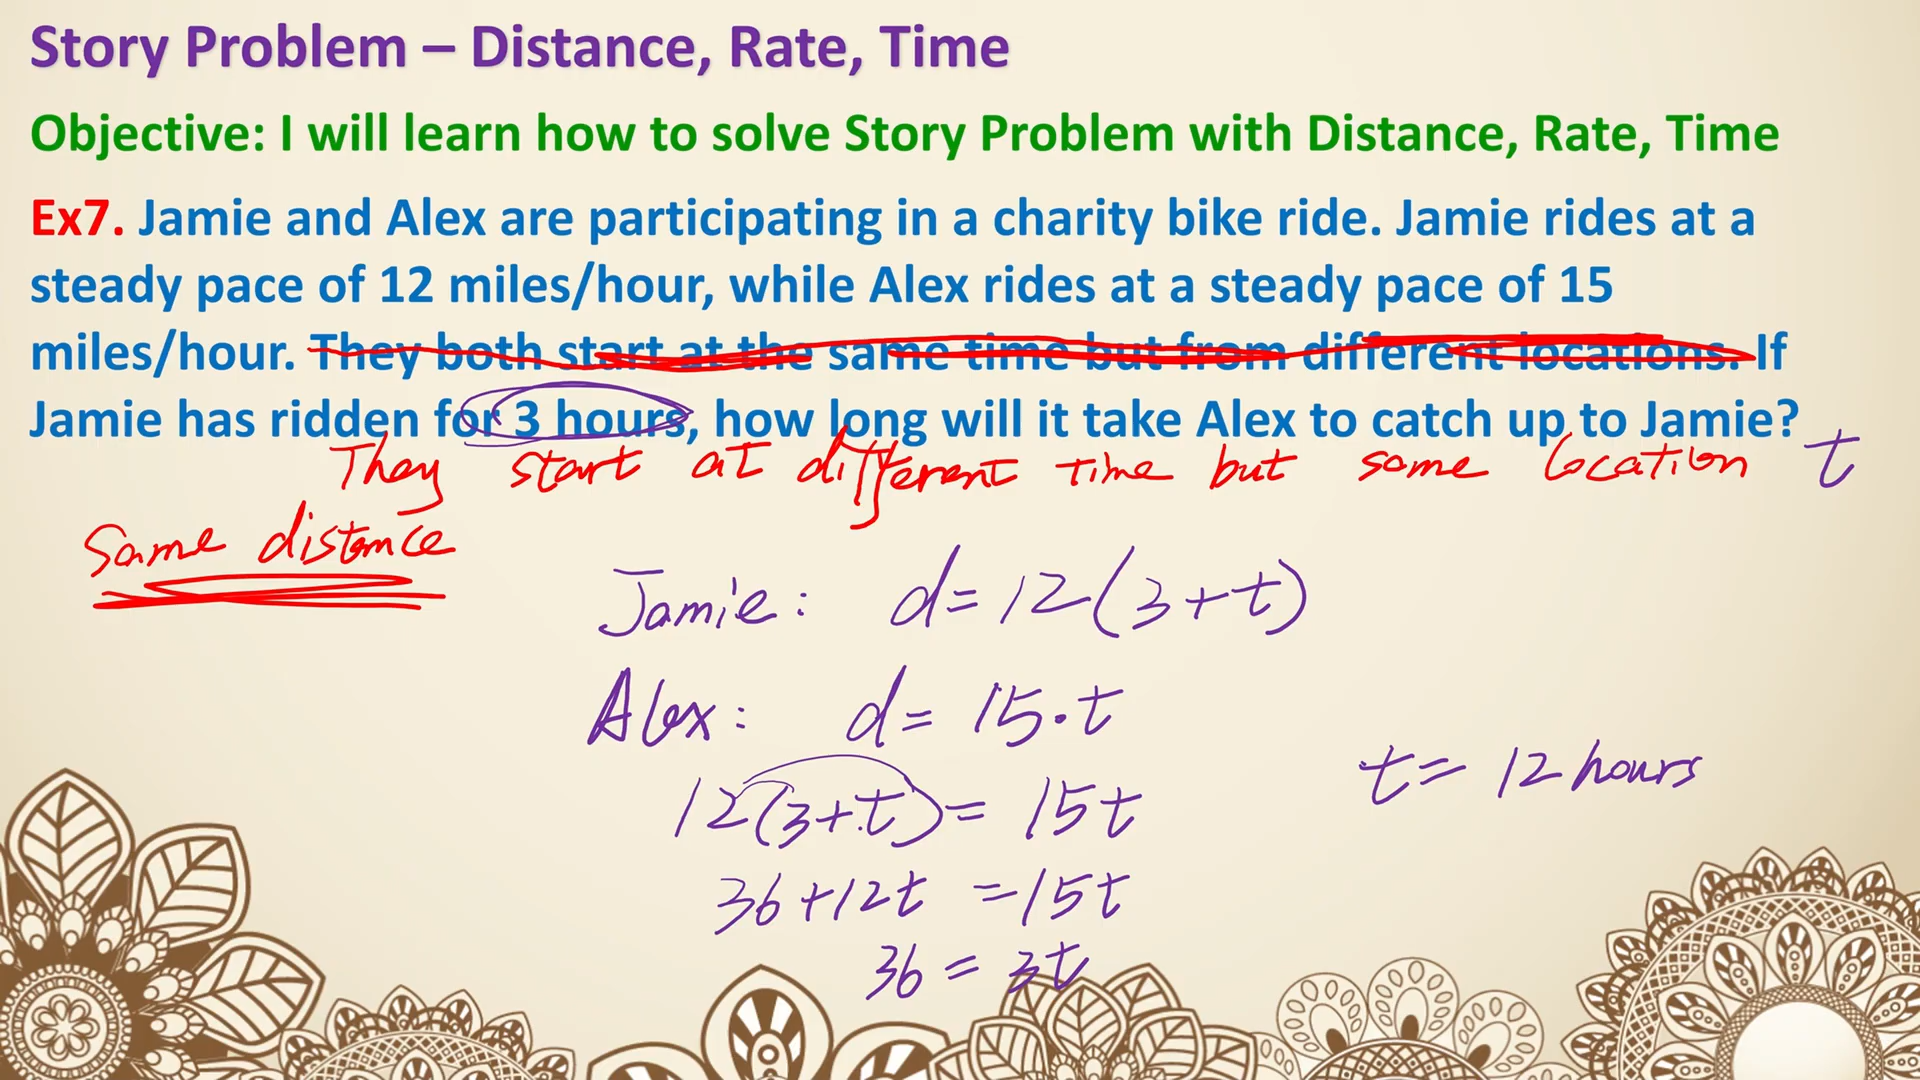 Story Problem – Distance, Rate, Time
Objective: I will learn how to solve Story Problem with Distance, Rate, Time
Ex7. Jamie and Alex are participating in a charity bike ride. Jamie rides at a
steady pace of 12 miles/hour, while Alex rides at a steady pace of 15
miles/hour. They both start at the same time but from different locations. If
Jamie has ridden for 3 hours, how long will it take Alex to catch up to Jamie?
They start at different time but same location t
Same distance
Jamie: d = 12(3+t)
Alex: d = 15·t
12(3+t) = 15t
t = 12 hours
36+12t = 15t
36 = 3t